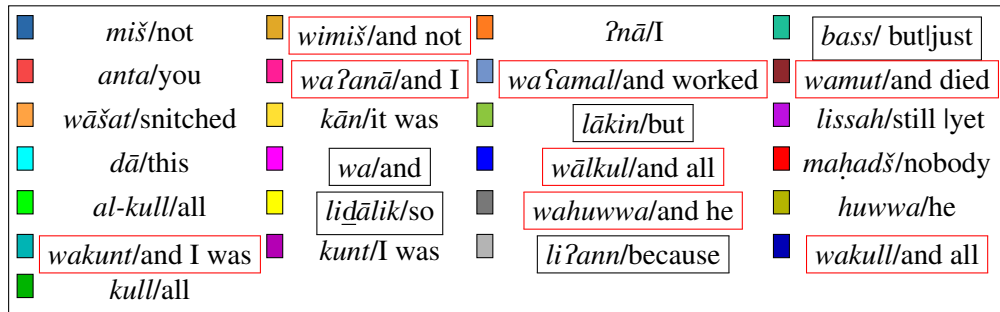 miš/not wimiš/and not ʔnā/I bass/ but|just
anta/you waʔanā/and I waʕamal/and worked wamut/and died
wāšat/snitched kān/it was lākin/but lissah/still |yet
dā/this wa/and wālkul/and all maḥadš/nobody
al-kull/all liḏālik/so wahuwwa/and he huwwa/he
wakunt/and I was kunt/I was liʔann/because wakull/and all
kull/all